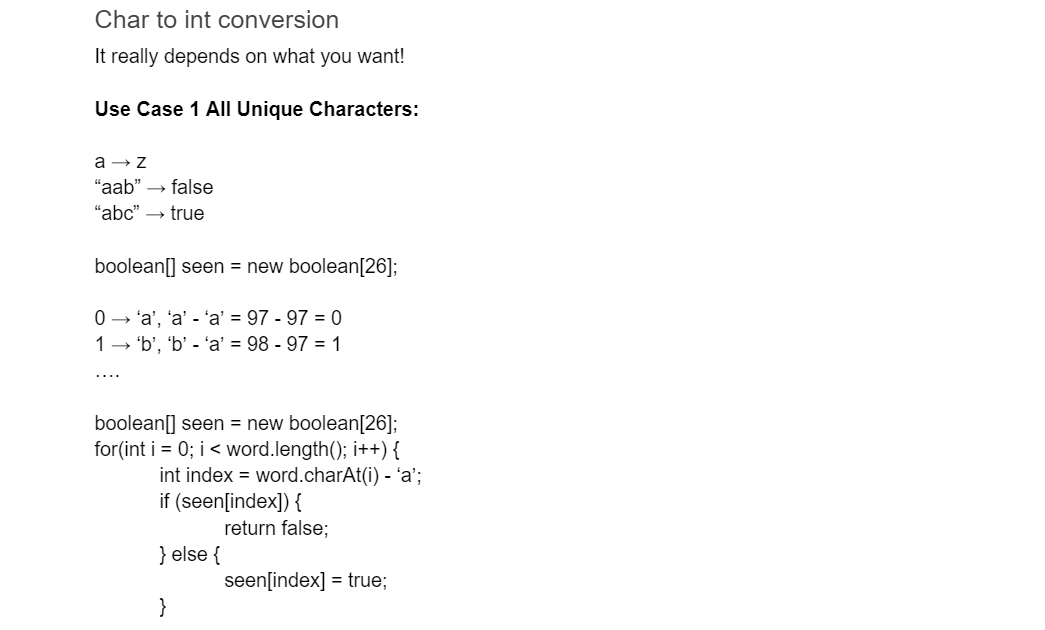 Char to int conversion
It really depends on what you want!
Use Case 1 All Unique Characters:
a → z
“aab” → false
“abc” → true
boolean[] seen = new boolean[26];
0 → ‘a’, ‘a’ - ‘a’ = 97 - 97 = 0
1 → ‘b’, ‘b’ - ‘a’ = 98 - 97 = 1
….
boolean[] seen = new boolean[26];
for(int i = 0; i < word.length(); i++) {
int index = word.charAt(i) - ‘a’;
if (seen[index]) {
return false;
} else {
seen[index] = true;
}